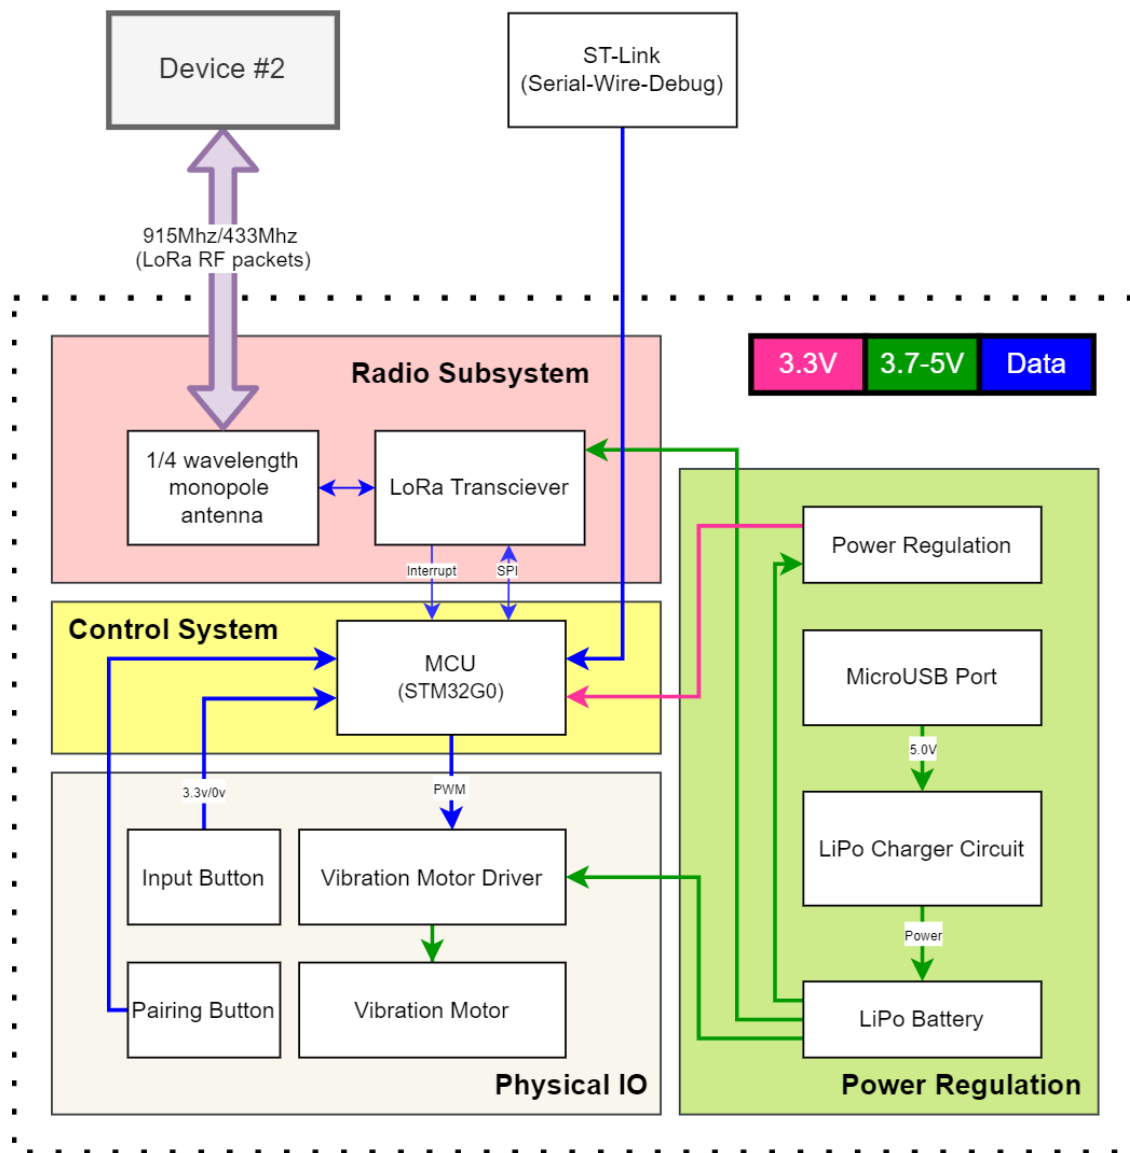 Device #2
ST-Link
(Serial-Wire-Debug)
915Mhz/433Mhz
(LoRa RF packets)
Radio Subsystem
3.3V
3.7-5V
Data
1/4 wavelength
monopole
antenna
LoRa Transciever
Interrupt
SPI
Power Regulation
Control System
MCU
(STM32G0)
MicroUSB Port
5.0V
3.3v/0v
PWM
Input Button
Vibration Motor Driver
LiPo Charger Circuit
Power
Pairing Button
Vibration Motor
LiPo Battery
Physical IO
Power Regulation